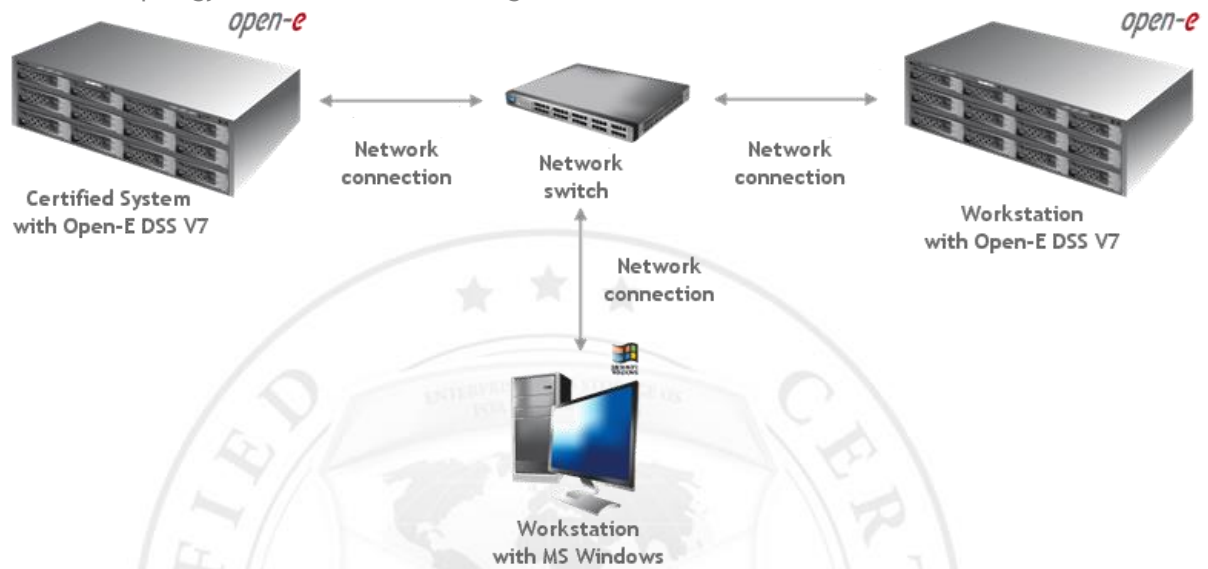 open-e
open-e
Network
connection
Network
switch
Network
connection
Certified System
with Open-E DSS V7
Workstation
with Open-E DSS V7
Network
connection
Workstation
with MS Windows